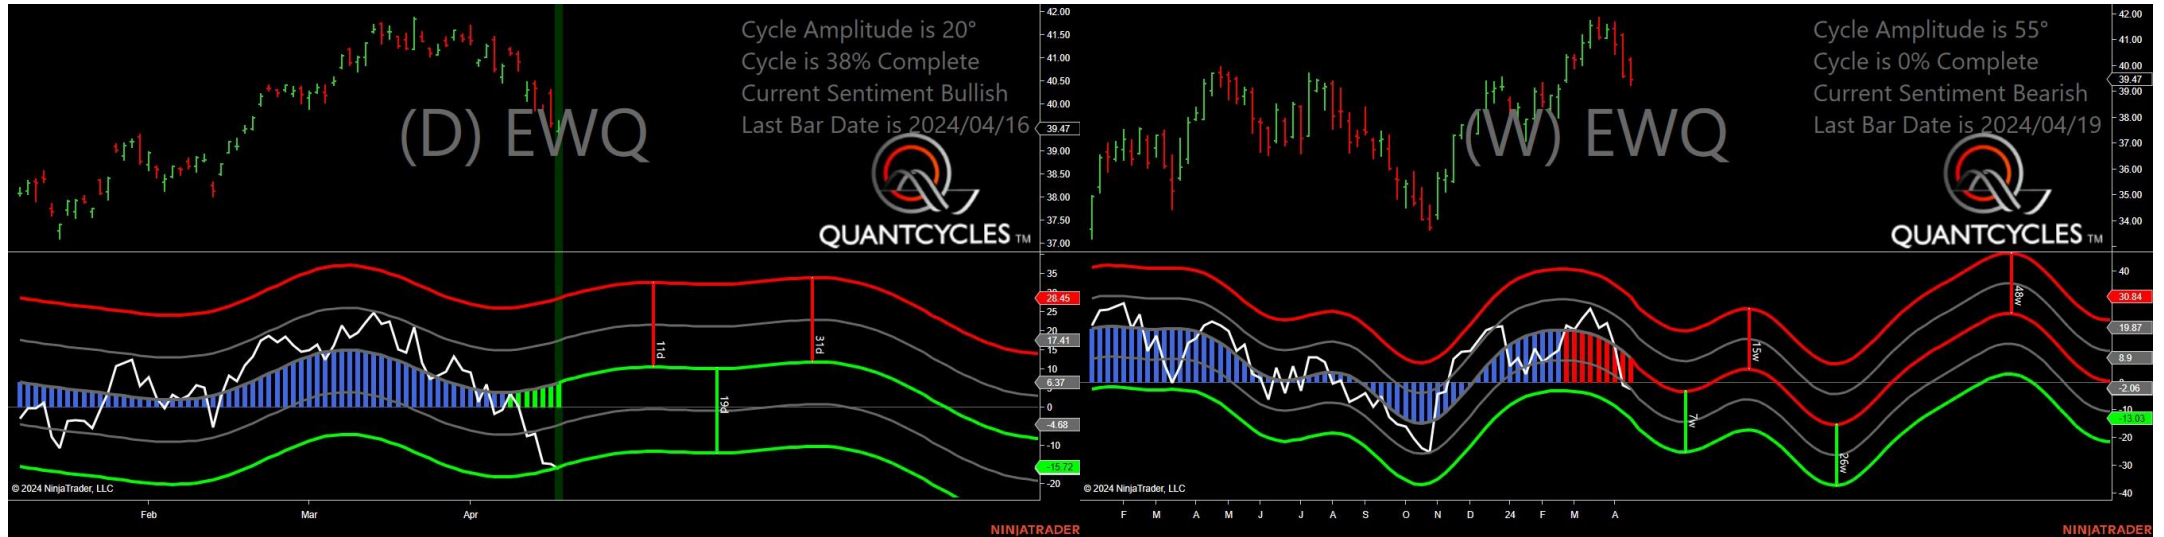 Cycle Amplitude is 20°
Cycle is 38% Complete
Current Sentiment Bullish
Last Bar Date is 2024/04/16
(D) EWQ
QUANTCYCLES TM
42.00
41.50
41.00
40.50
40.00
39.47
39.00
38.50
38.00
37.50
37.00
35
28.45
25
20
17.41
15
10
6.37
0
-4.68
-10
-15.72
-20
11d
31d
19d
© 2024 NinjaTrader, LLC
Feb
Mar
Apr
NINJATRADER
Cycle Amplitude is 55°
Cycle is 0% Complete
Current Sentiment Bearish
Last Bar Date is 2024/04/19
(W) EWQ
QUANTCYCLES TM
42.00
41.00
40.00
39.47
39.00
38.00
37.00
36.00
35.00
34.00
40
30.84
19.87
8.9
-2.06
-13.03
-20
-30
-40
15w
48w
7w
26w
© 2024 NinjaTrader, LLC
F M A M J J A S O N D 24 F M A
NINJATRADER